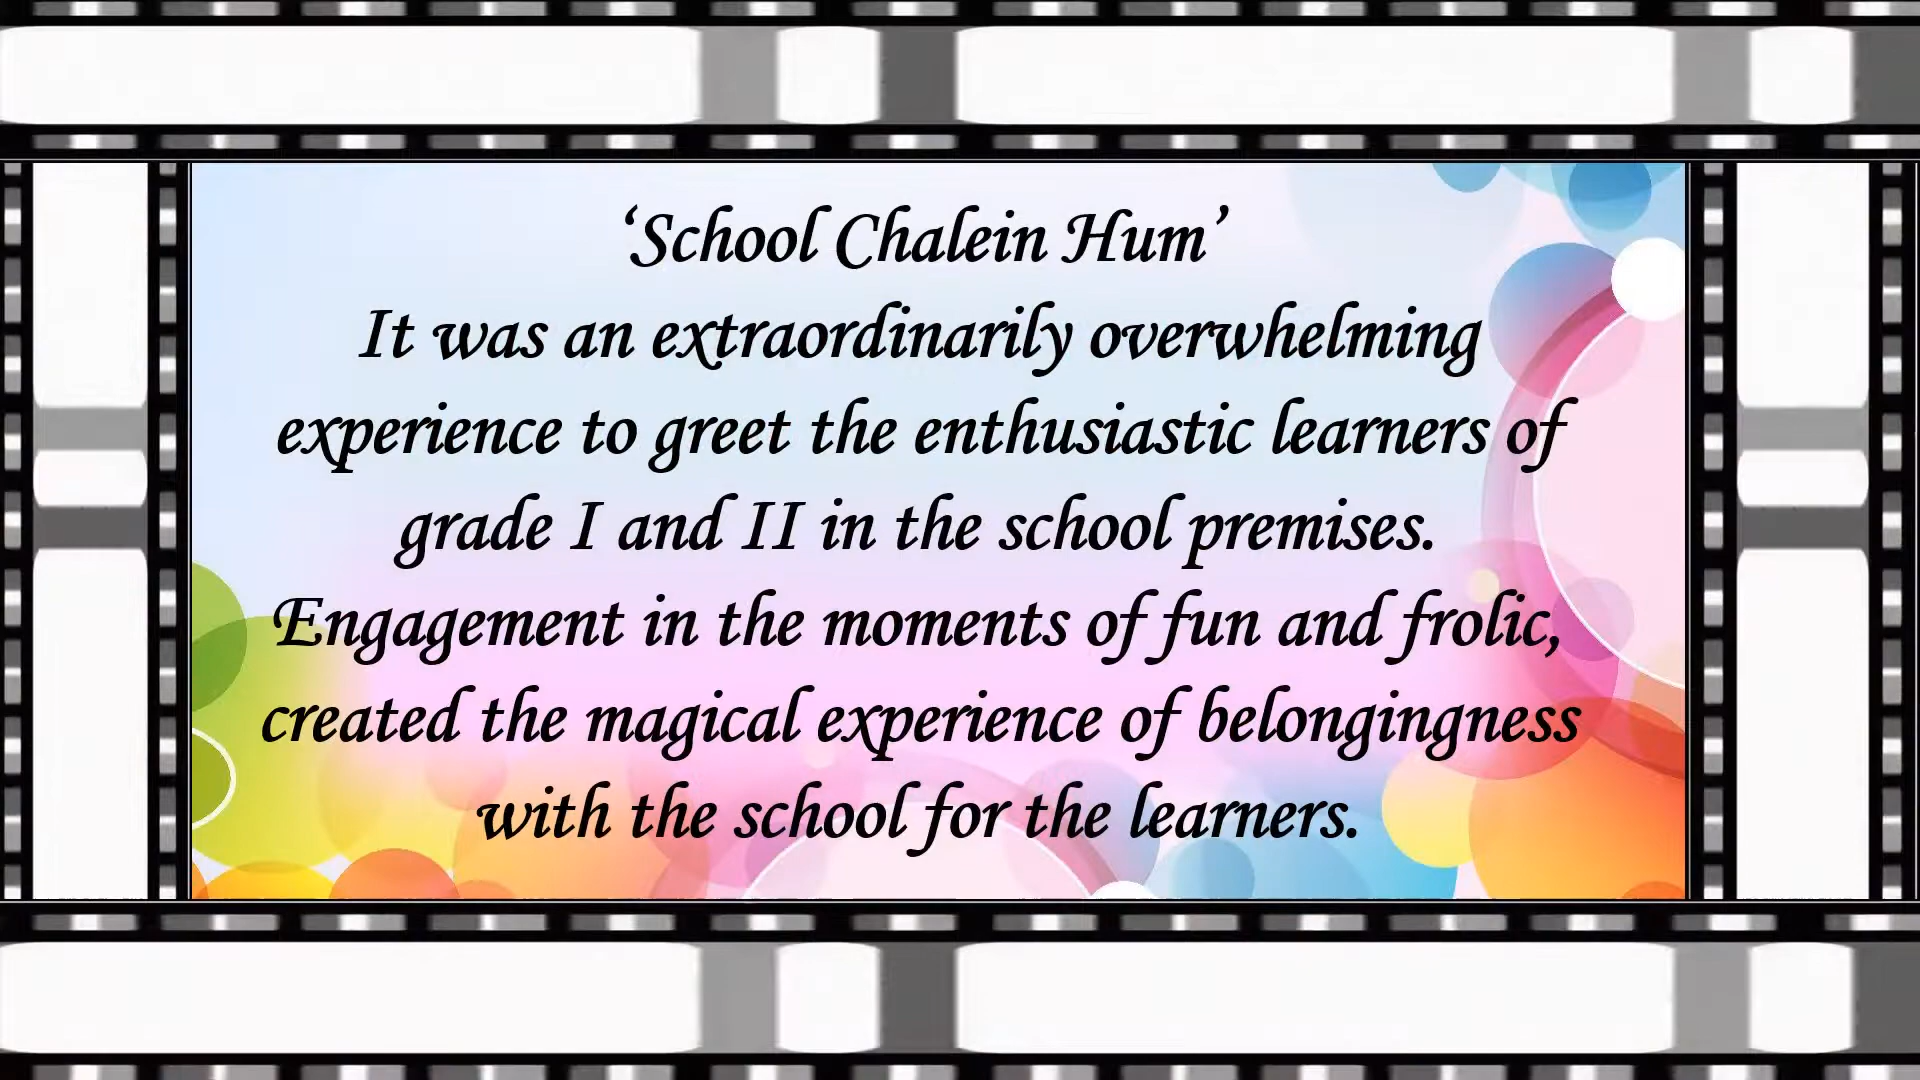 ‘School Chalein Hum’
It was an extraordinarily overwhelming
experience to greet the enthusiastic learners of
grade I and II in the school premises.
Engagement in the moments of fun and frolic,
created the magical experience of belongingness
with the school for the learners.